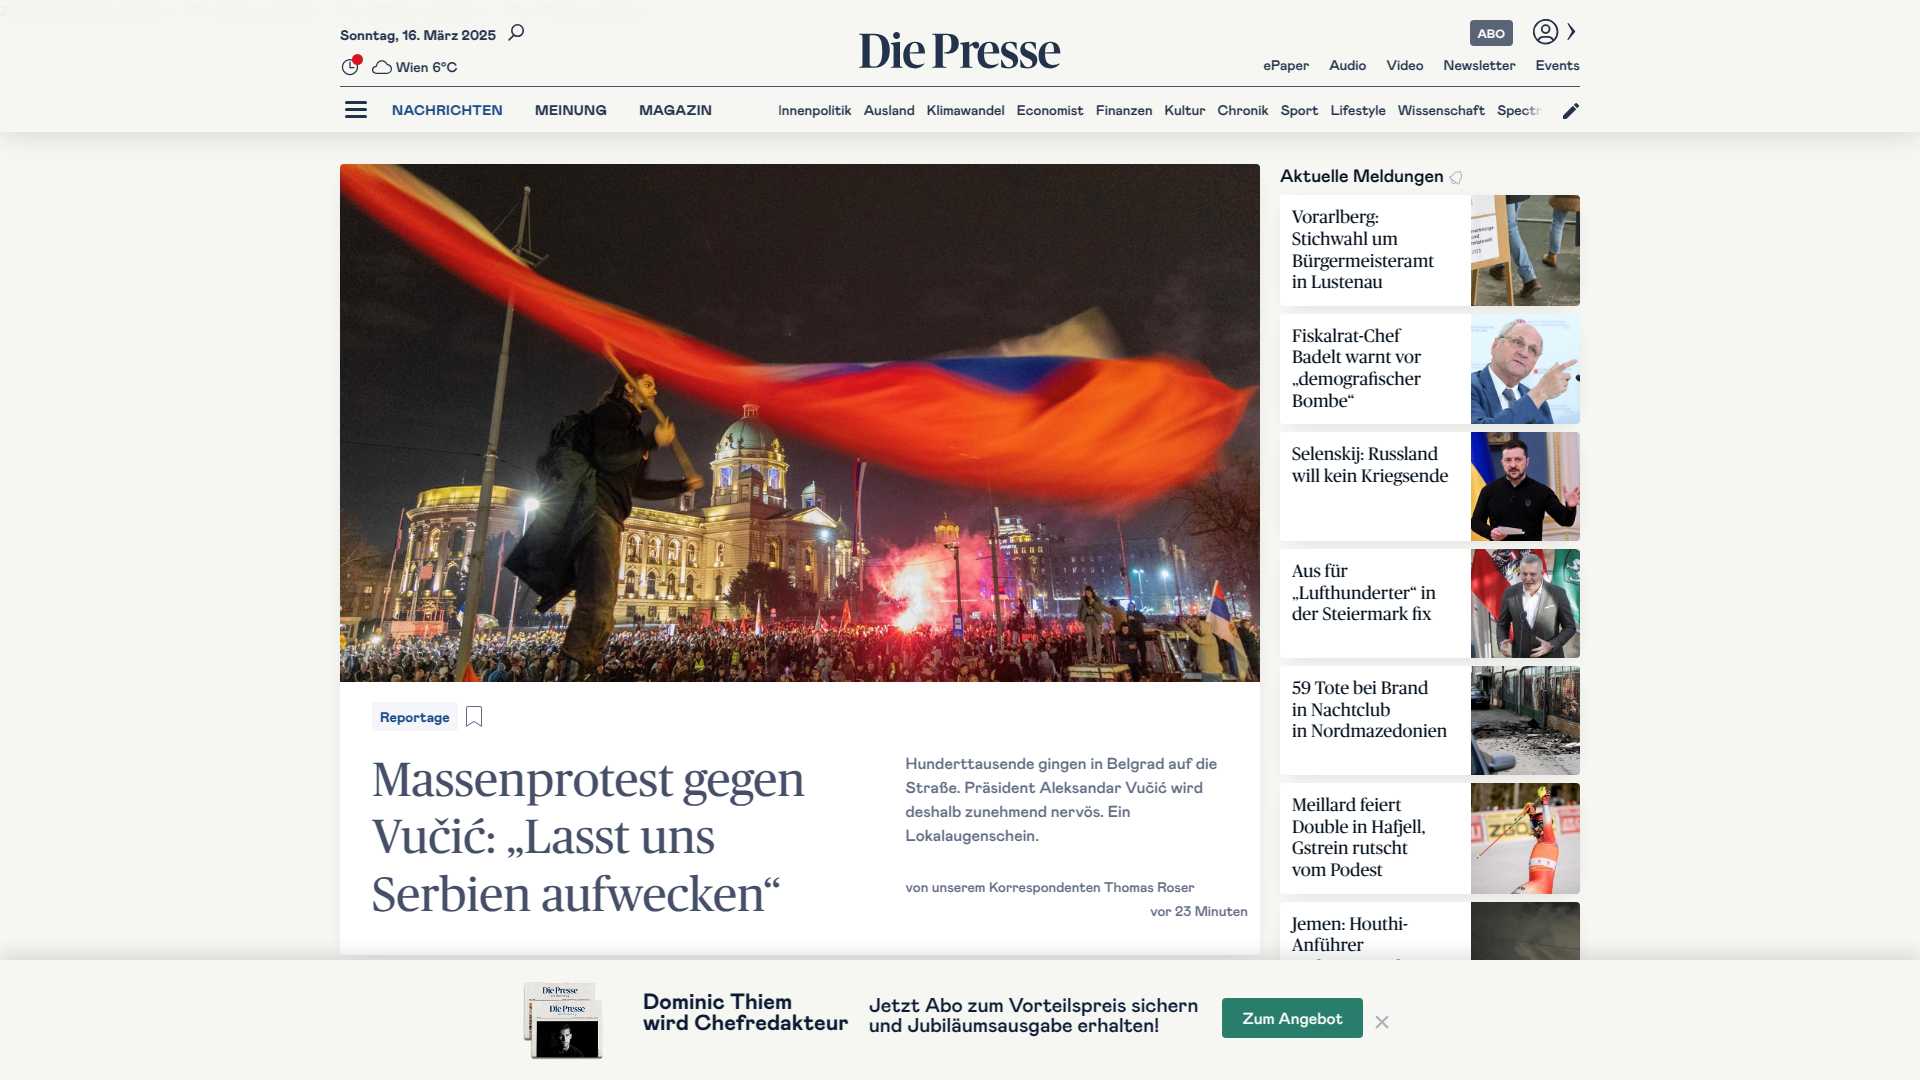 Sonntag, 16. März 2025
Wien 6°C
Die Presse
ABO
ePaper Audio Video Newsletter Events
NACHRICHTEN MEINUNG MAGAZIN
Innenpolitik Ausland Klimawandel Economist Finanzen Kultur Chronik Sport Lifestyle Wissenschaft Spectr
Reportage
Massenprotest gegen
Vučić: „Lasst uns
Serbien aufwecken“
Hunderttausende gingen in Belgrad auf die
Straße. Präsident Aleksandar Vučić wird
deshalb zunehmend nervös. Ein
Lokalaugenschein.
von unserem Korrespondenten Thomas Roser
vor 23 Minuten
Aktuelle Meldungen
Vorarlberg:
Stichwahl um
Bürgermeisteramt
in Lustenau
Fiskalrat-Chef
Badelt warnt vor
„demografischer
Bombe“
Selenskij: Russland
will kein Kriegsende
Aus für
„Lufthunderter“ in
der Steiermark fix
59 Tote bei Brand
in Nachtclub
in Nordmazedonien
Meillard feiert
Double in Hafjell,
Gstrein rutscht
vom Podest
Jemen: Houthi-
Anführer
Die Presse
Die Presse
Dominic Thiem
wird Chefredakteur
Jetzt Abo zum Vorteilspreis sichern
und Jubiläumsausgabe erhalten!
Zum Angebot